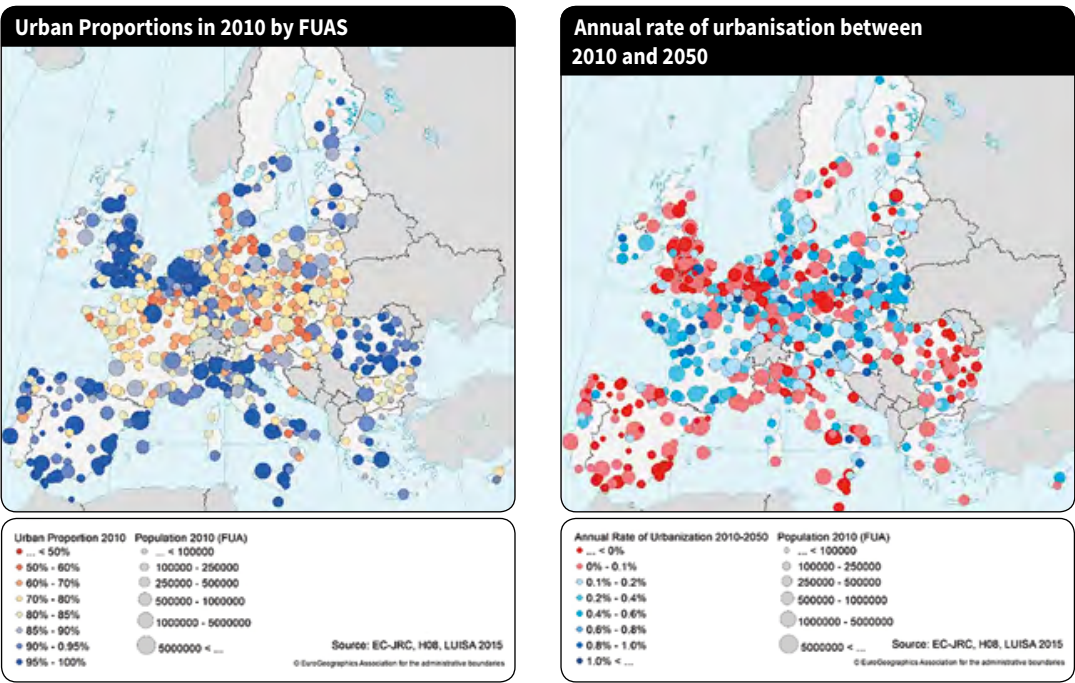 Urban Proportions in 2010 by FUAS
Urban Proportion 2010
... < 50%
50% - 60%
60% - 70%
70% - 80%
80% - 85%
85% - 90%
90% - 0.95%
95% - 100%
Population 2010 (FUA)
... < 100000
100000 - 250000
250000 - 500000
500000 - 1000000
1000000 - 5000000
5000000 < ...
Source: EC-JRC, H08, LUISA 2015
© EuroGeographics Association for the administrative boundaries
Annual rate of urbanisation between
2010 and 2050
Annual Rate of Urbanization 2010-2050
... < 0%
0% - 0.1%
0.1% - 0.2%
0.2% - 0.4%
0.4% - 0.6%
0.6% - 0.8%
0.8% - 1.0%
1.0% < ...
Population 2010 (FUA)
... < 100000
100000 - 250000
250000 - 500000
500000 - 1000000
1000000 - 5000000
5000000 < ...
Source: EC-JRC, H08, LUISA 2015
© EuroGeographics Association for the administrative boundaries